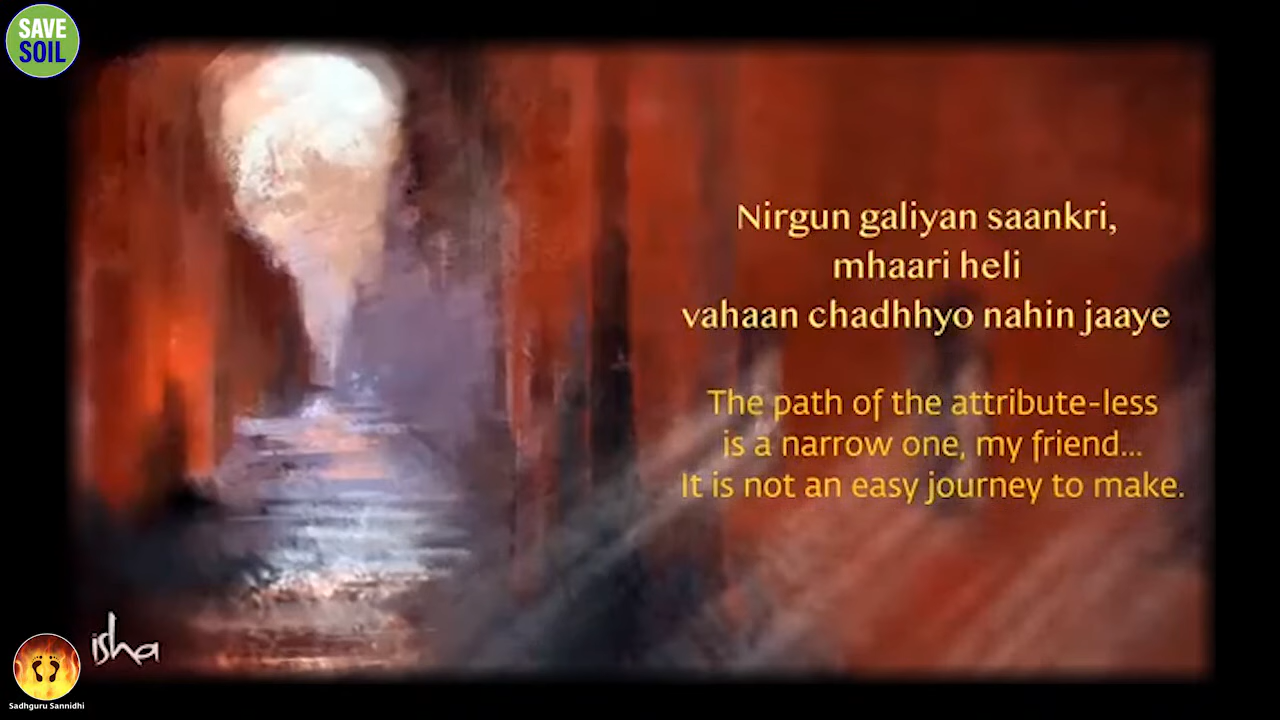 SAVE
SOIL
Nirgun galiyan saankri,
mhaari heli
vahaan chadhhyo nahin jaaye
The path of the attribute-less
is a narrow one, my friend...
It is not an easy journey to make.
isha
Sadhguru Sannidhi